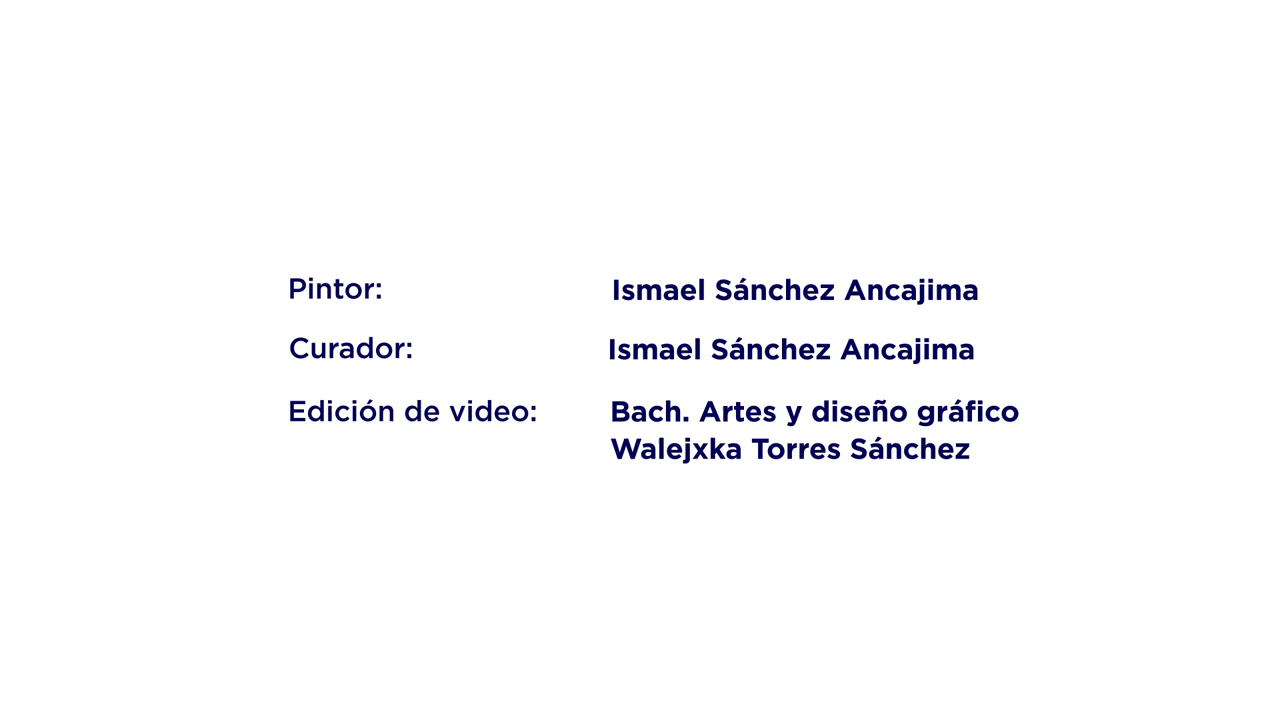 Pintor: Ismael Sánchez Ancajima
Curador: Ismael Sánchez Ancajima
Edición de video: Bach. Artes y diseño gráfico
Walejxka Torres Sánchez